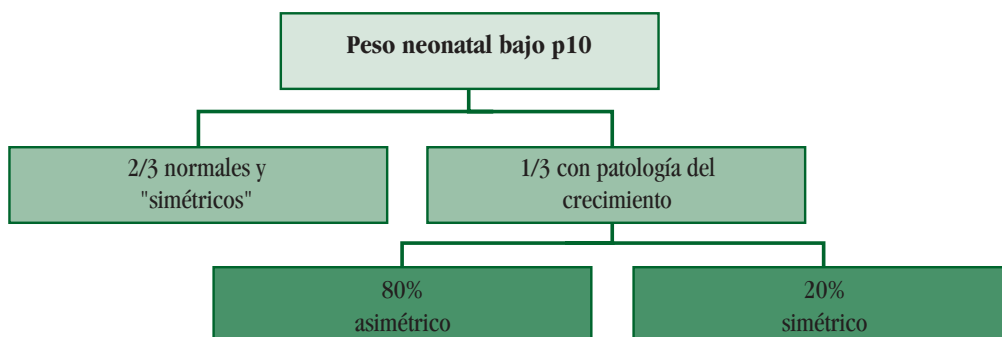 Peso neonatal bajo p10
2/3 normales y
"simétricos"
1/3 con patología del
crecimiento
80%
asimétrico
20%
simétrico